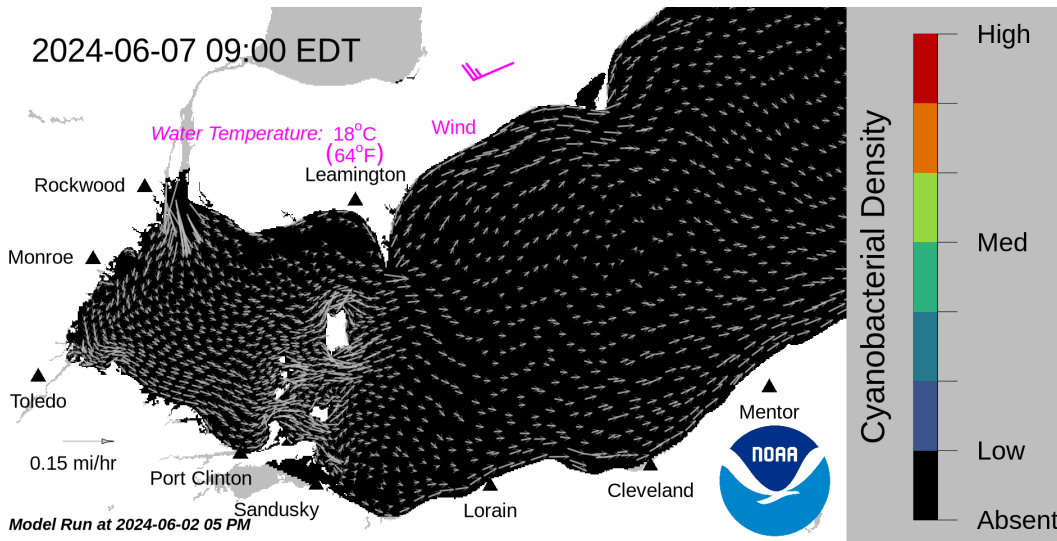 2024-06-07 09:00 EDT
Water Temperature: 18°C
(64°F)
Wind
Leamington
Rockwood
Monroe
Toledo
0.15 mi/hr
Port Clinton
Sandusky
Lorain
Cleveland
Mentor
NOAA
Model Run at 2024-06-02 05 PM
Cyanobacterial Density
High
Med
Low
Absent